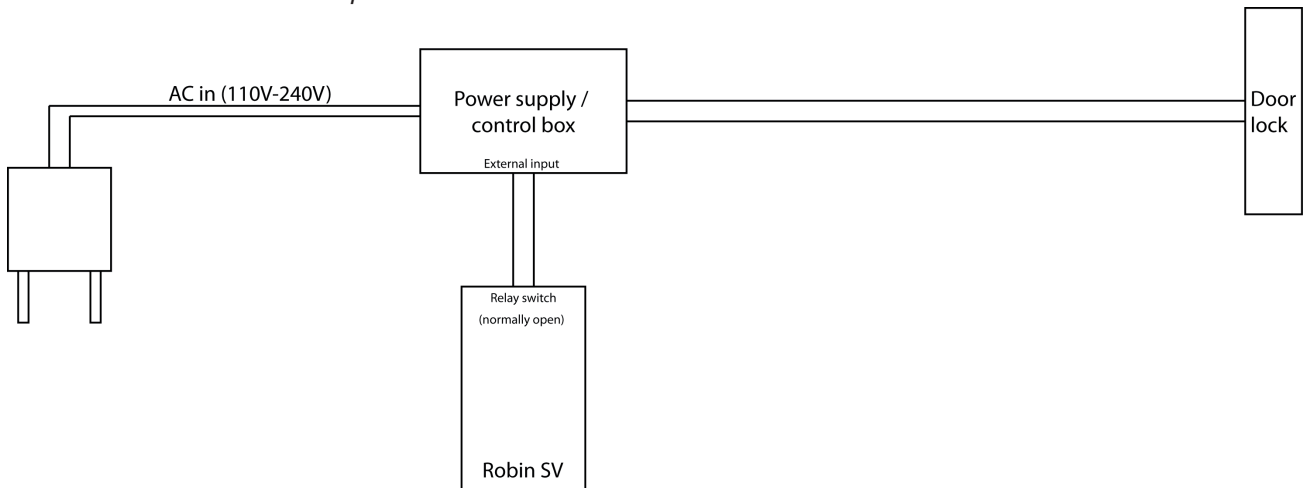 AC in (110V-240V)
Power supply /
control box
External input
Door
lock
Relay switch
(normally open)
Robin SV